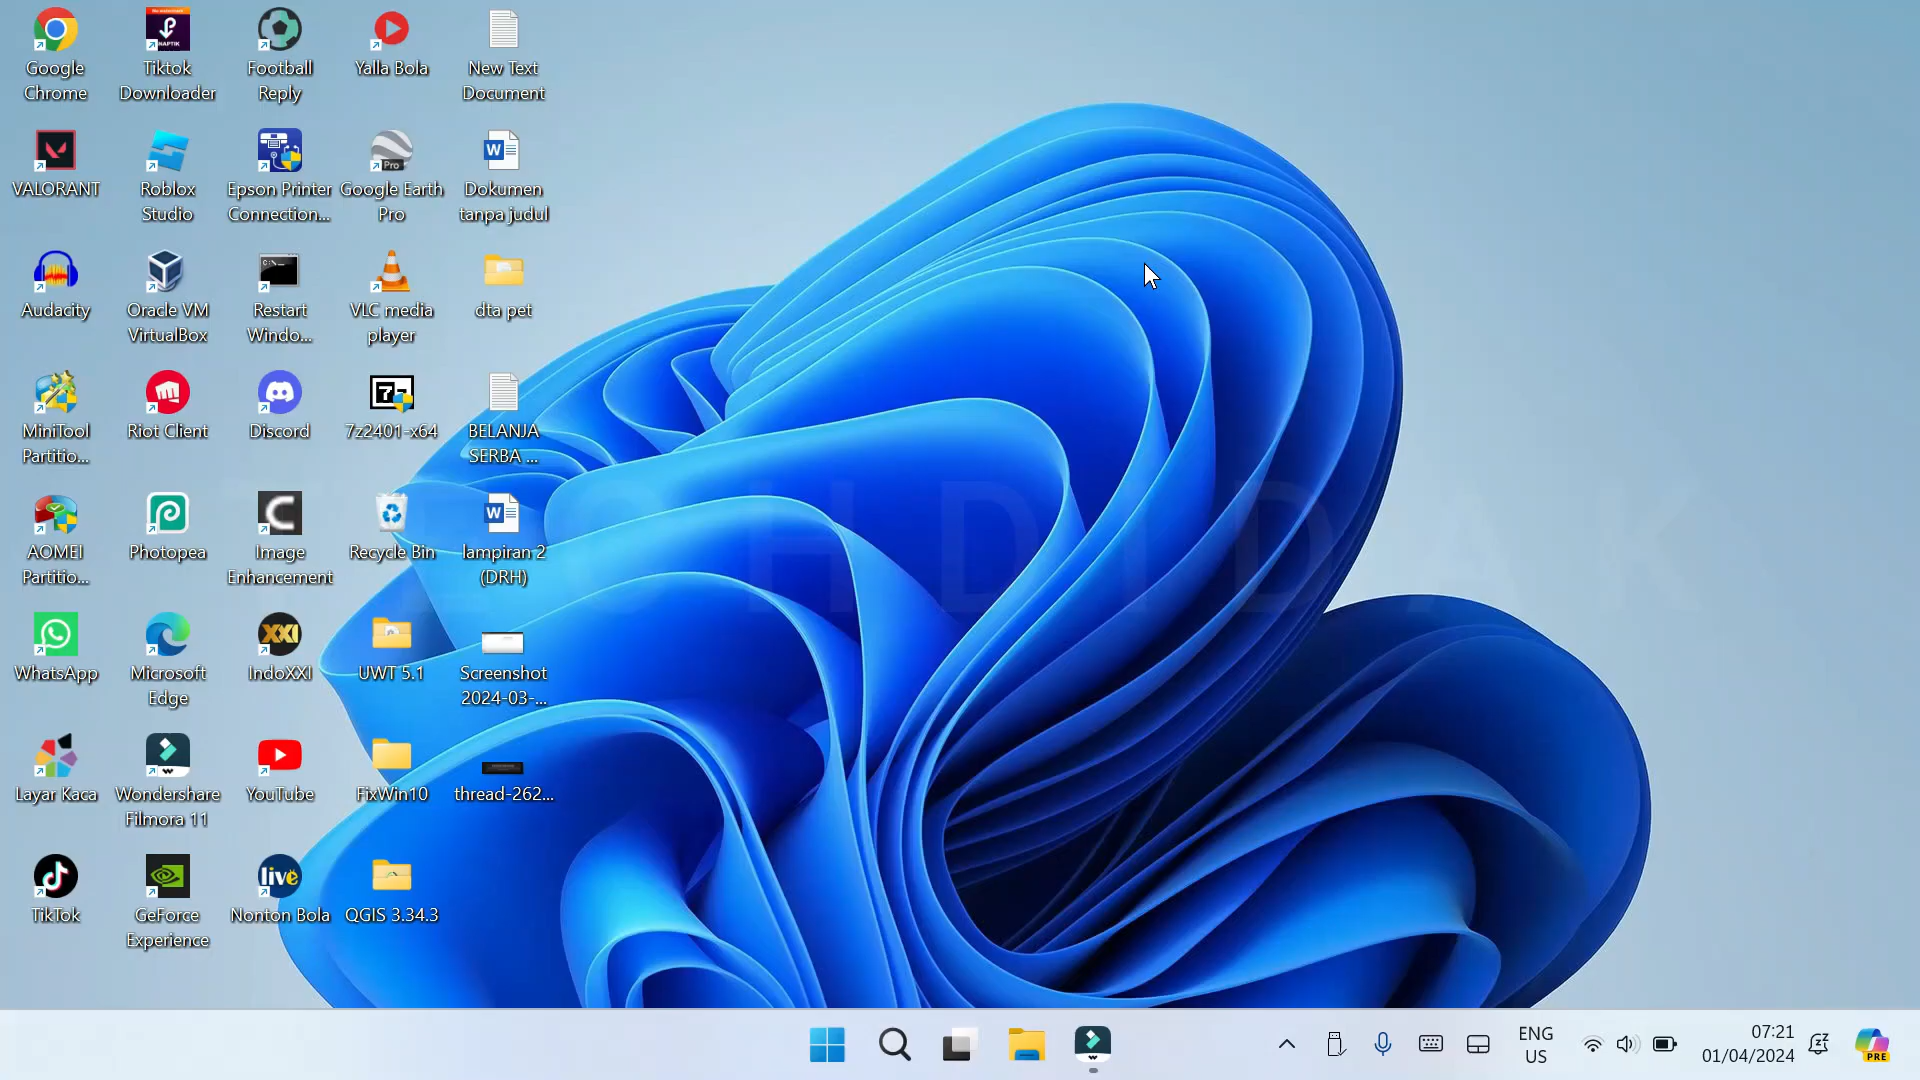 Google
Chrome
Tiktok
Downloader
Football
Reply
Yalla Bola
New Text
Document
VALORANT
Roblox
Studio
Epson Printer
Connection...
Google Earth
Pro
Dokumen
tanpa judul
Audacity
Oracle VM
VirtualBox
Restart
Windo...
VLC media
player
dta pet
MiniTool
Partitio...
Riot Client
Discord
7z2401-x64
BELANJA
SERBA ...
AOMEI
Partitio...
Photopea
Image
Enhancement
Recycle Bin
lampiran 2
(DRH)
WhatsApp
Microsoft
Edge
XXI
IndoXXI
UWT 5.1
Screenshot
2024-03-...
Layar Kaca
Wondershare
Filmora 11
YouTube
FixWin10
thread-262...
TikTok
GeForce
Experience
live
Nonton Bola
QGIS 3.34.3
TECHDIDAK
ENG
US
07:21
01/04/2024
PRE